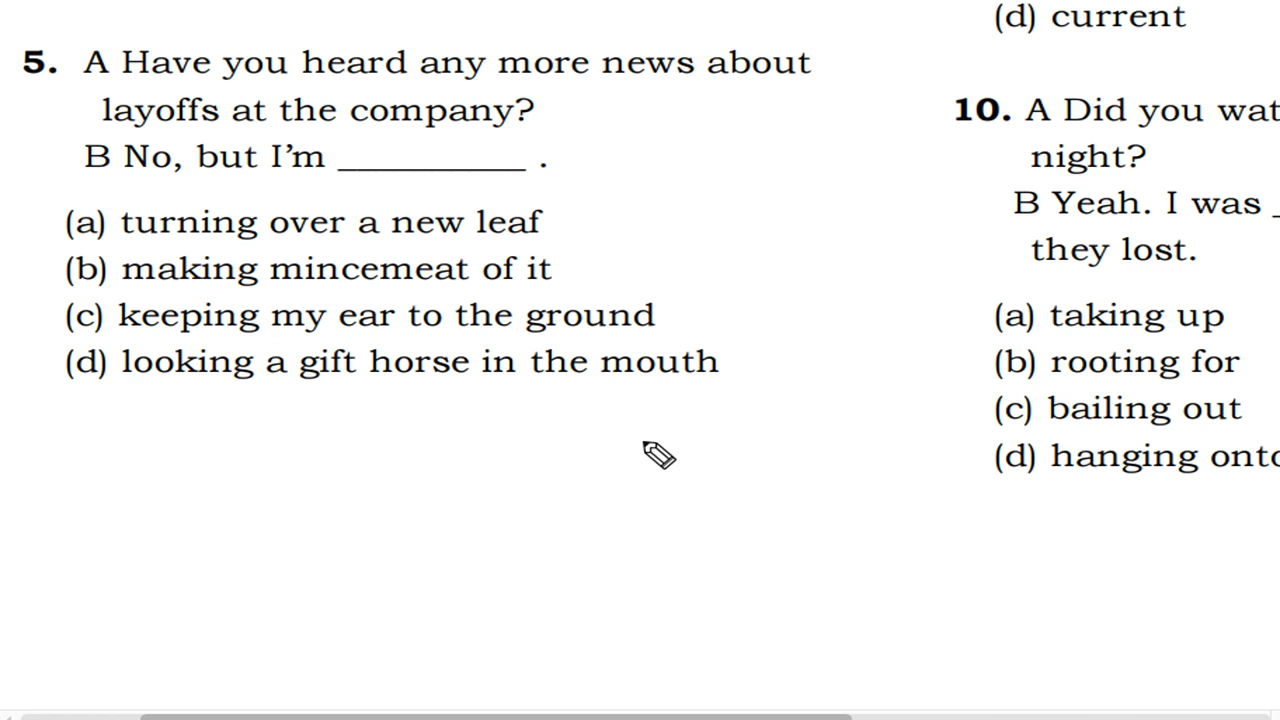 5. A Have you heard any more news about
layoffs at the company?
B No, but I'm __________ .
(a) turning over a new leaf
(b) making mincemeat of it
(c) keeping my ear to the ground
(d) looking a gift horse in the mouth
(d) current
10. A Did you wat
night?
B Yeah. I was _
they lost.
(a) taking up
(b) rooting for
(c) bailing out
(d) hanging onto